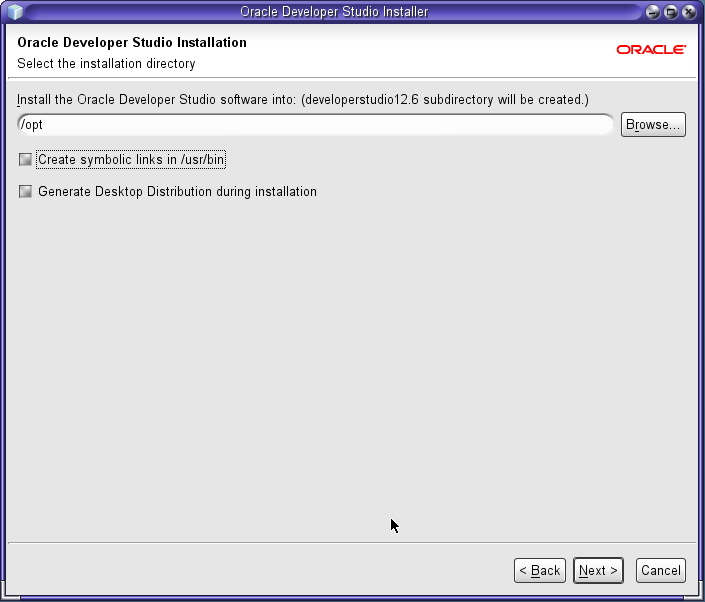 Oracle Developer Studio Installer
Oracle Developer Studio Installation
Select the installation directory
ORACLE
Install the Oracle Developer Studio software into: (developerstudio12.6 subdirectory will be created.)
/opt
Browse...
Create symbolic links in /usr/bin
Generate Desktop Distribution during installation
< Back
Next >
Cancel